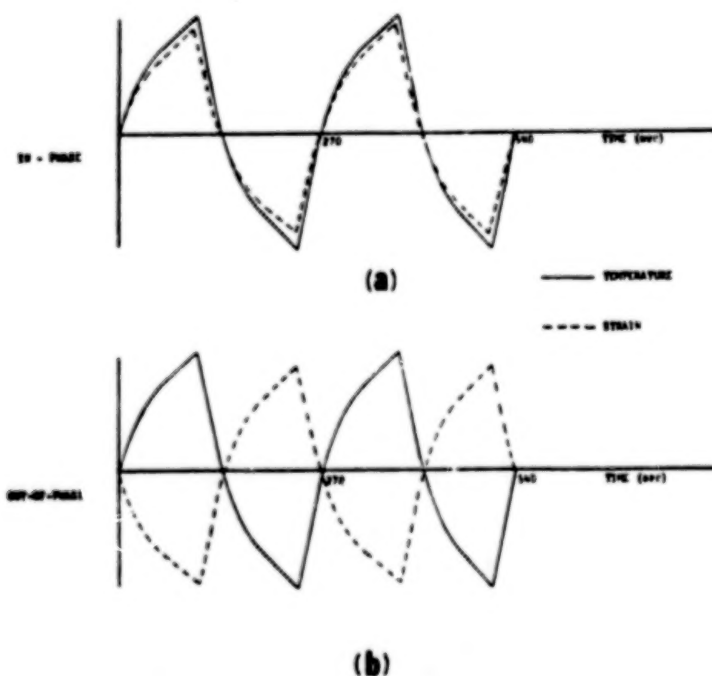 IN - PHASE
270
540
TIME (sec)
(a)
TEMPERATURE
STRAIN
OUT-OF-PHASE
270
540
TIME (sec)
(b)